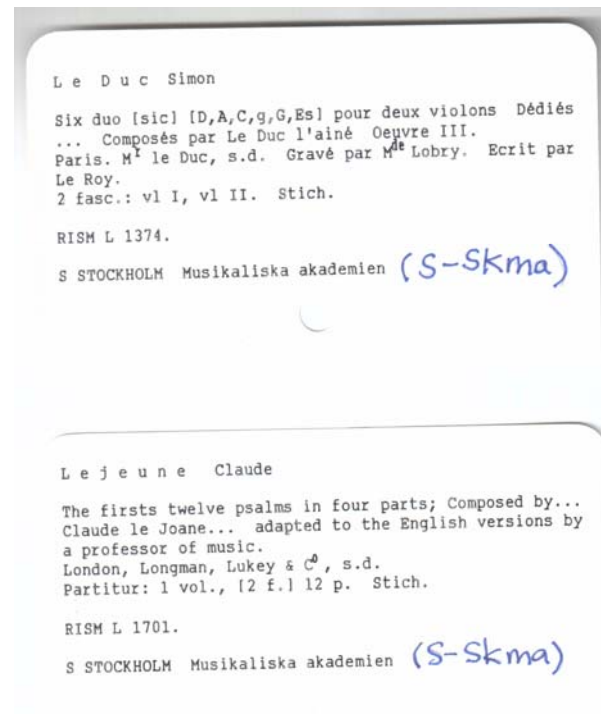 L e  D u c  Simon
Six duo [sic] [D,A,C,g,G,Es] pour deux violons  Dédiés
...  Composés par Le Duc l'ainé  Oeuvre III.
Paris. Mr le Duc, s.d.  Gravé par Mde Lobry.  Ecrit par
Le Roy.
2 fasc.: vl I, vl II.  Stich.
RISM L 1374.
S STOCKHOLM  Musikaliska akademien (S-Skma)
L e j e u n e  Claude
The firsts twelve psalms in four parts; Composed by...
Claude le Joane...  adapted to the English versions by
a professor of music.
London, Longman, Lukey & Co, s.d.
Partitur: 1 vol., [2 f.] 12 p.  Stich.
RISM L 1701.
S STOCKHOLM  Musikaliska akademien (S-Skma)